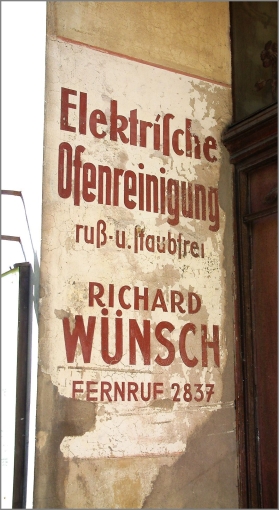 Elektriſche
Ofenreinigung
ruß- u. ſtaubfrei
RICHARD
WÜNSCH
FERNRUF 2837